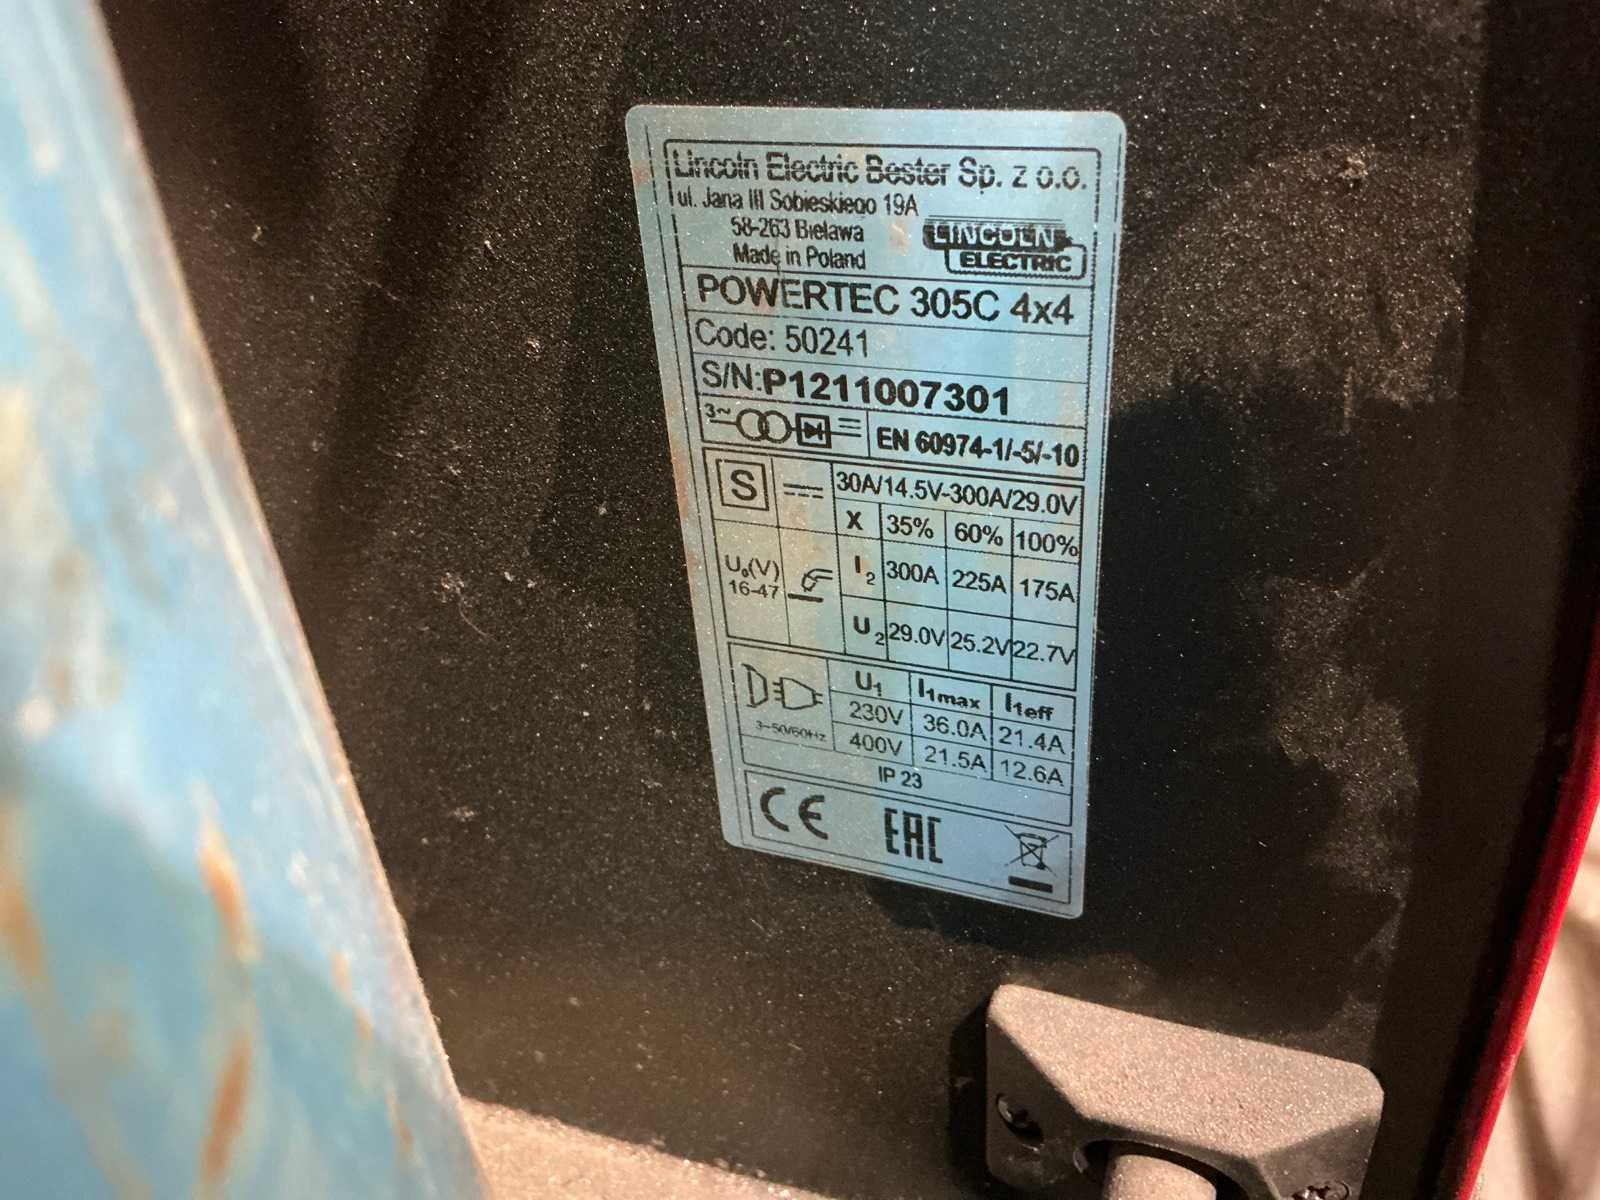 Lincoln Electric Bester Sp. z o.o.
ul. Jana III Sobieskiego 19A
58-263 Bielawa
Made in Poland
LINCOLN
ELECTRIC
POWERTEC 305C 4x4
Code: 50241
S/N:P1211007301
3~
EN 60974-1/-5/-10
S
30A/14.5V-300A/29.0V
X 35% 60% 100%
U₀(V)
16-47
I₂ 300A 225A 175A
U₂ 29.0V 25.2V 22.7V
U₁ I₁max I₁eff
230V 36.0A 21.4A
3~50/60Hz
400V 21.5A 12.6A
IP 23
CE EAC